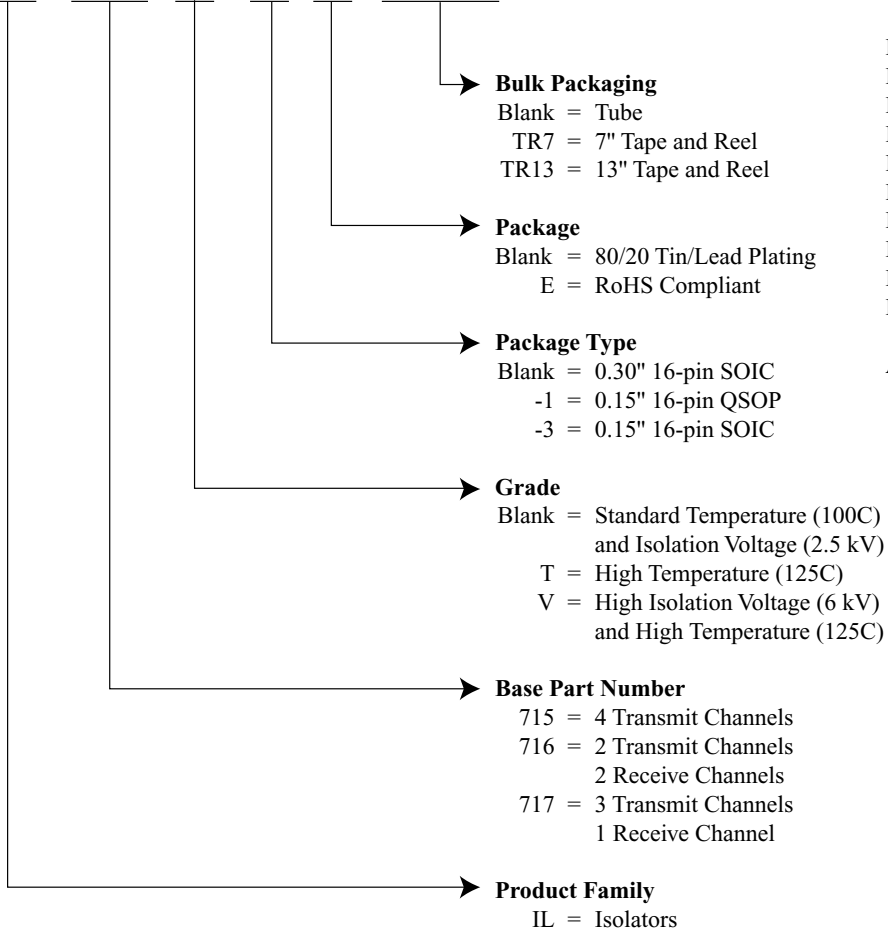 Bulk Packaging
Blank = Tube
TR7 = 7" Tape and Reel
TR13 = 13" Tape and Reel
Package
Blank = 80/20 Tin/Lead Plating
E = RoHS Compliant
Package Type
Blank = 0.30" 16-pin SOIC
-1 = 0.15" 16-pin QSOP
-3 = 0.15" 16-pin SOIC
Grade
Blank = Standard Temperature (100C)
and Isolation Voltage (2.5 kV)
T = High Temperature (125C)
V = High Isolation Voltage (6 kV)
and High Temperature (125C)
Base Part Number
715 = 4 Transmit Channels
716 = 2 Transmit Channels
2 Receive Channels
717 = 3 Transmit Channels
1 Receive Channel
Product Family
IL = Isolators